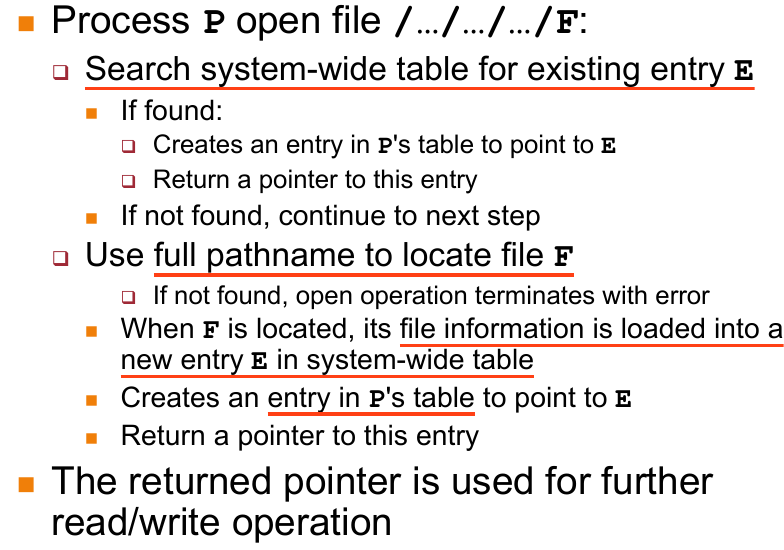 Process P open file /…/…/…/F:
Search system-wide table for existing entry E
If found:
Creates an entry in P's table to point to E
Return a pointer to this entry
If not found, continue to next step
Use full pathname to locate file F
If not found, open operation terminates with error
When F is located, its file information is loaded into a
new entry E in system-wide table
Creates an entry in P's table to point to E
Return a pointer to this entry
The returned pointer is used for further
read/write operation